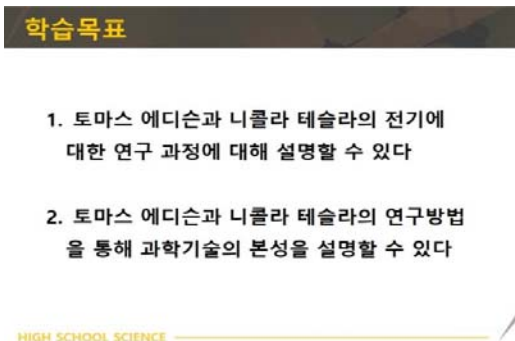 학습목표
1. 토마스 에디슨과 니콜라 테슬라의 전기에
대한 연구 과정에 대해 설명할 수 있다
2. 토마스 에디슨과 니콜라 테슬라의 연구방법
을 통해 과학기술의 본성을 설명할 수 있다
HIGH SCHOOL SCIENCE